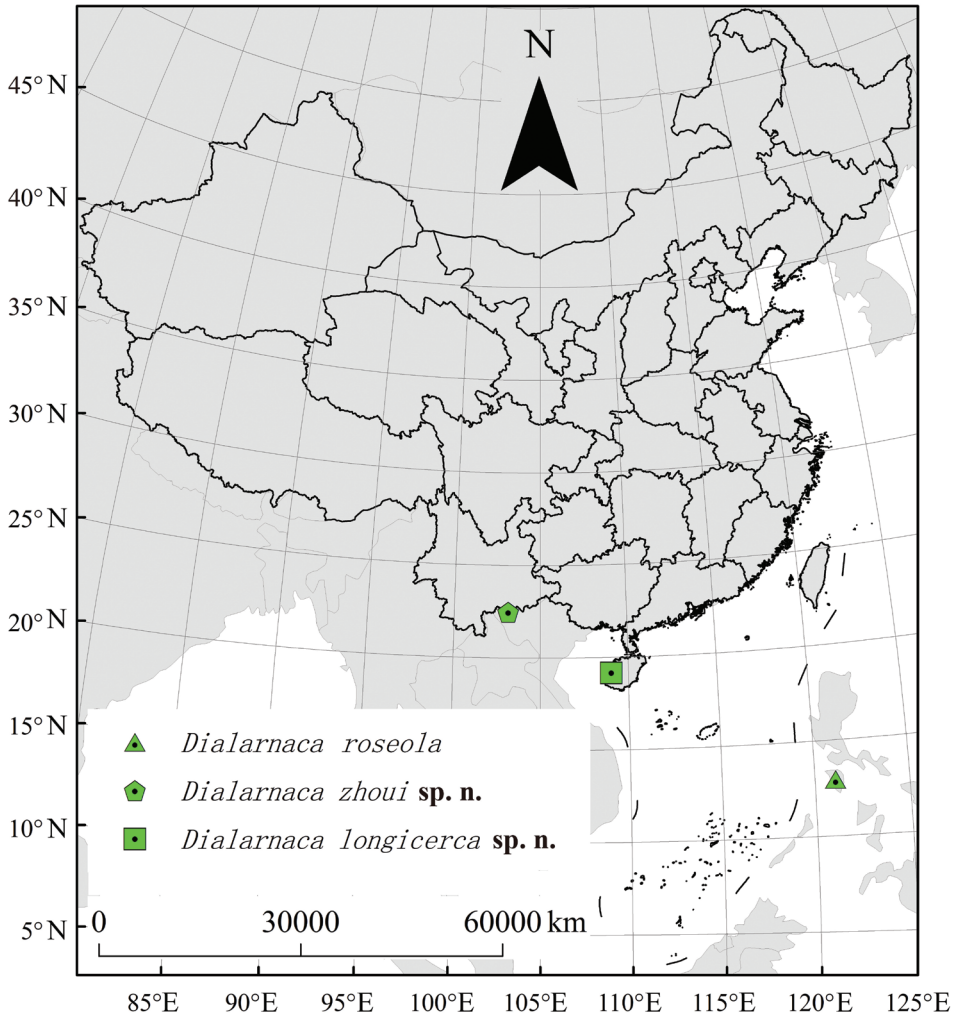 N
45°N
40°N
35°N
30°N
25°N
20°N
15°N
10°N
5°N
Dialarnaca roseola
Dialarnaca zhoui sp. n.
Dialarnaca longicerca sp. n.
0 30000 60000 km
85°E 90°E 95°E 100°E 105°E 110°E 115°E 120°E 125°E